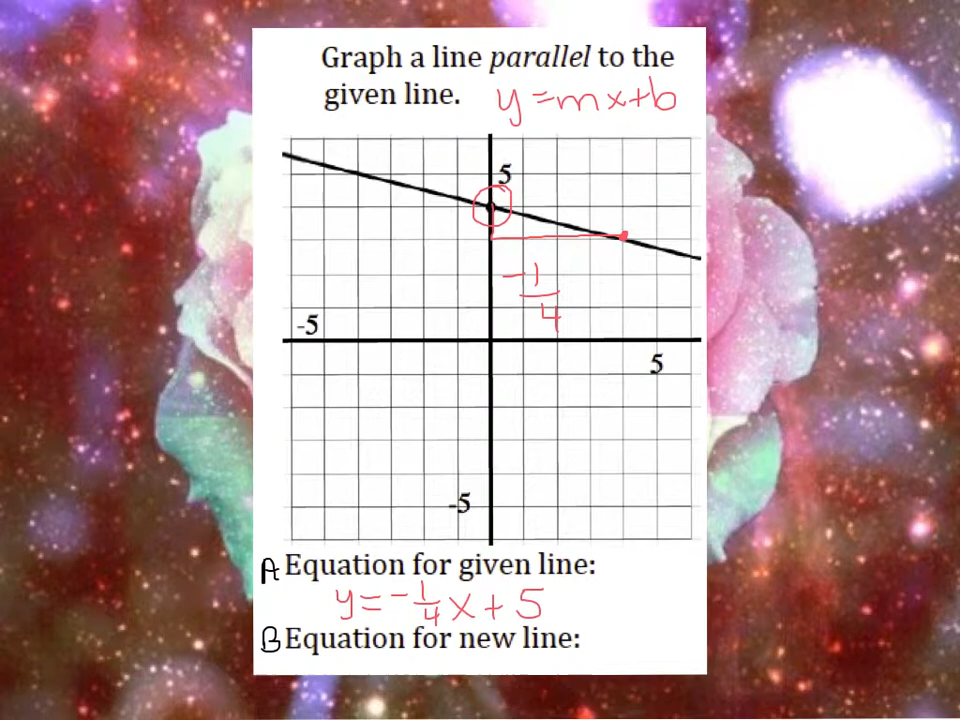 Graph a line parallel to the
given line. y = mx+b
5
-1/4
-5
5
-5
A Equation for given line:
y = -1/4 x + 5
B Equation for new line: